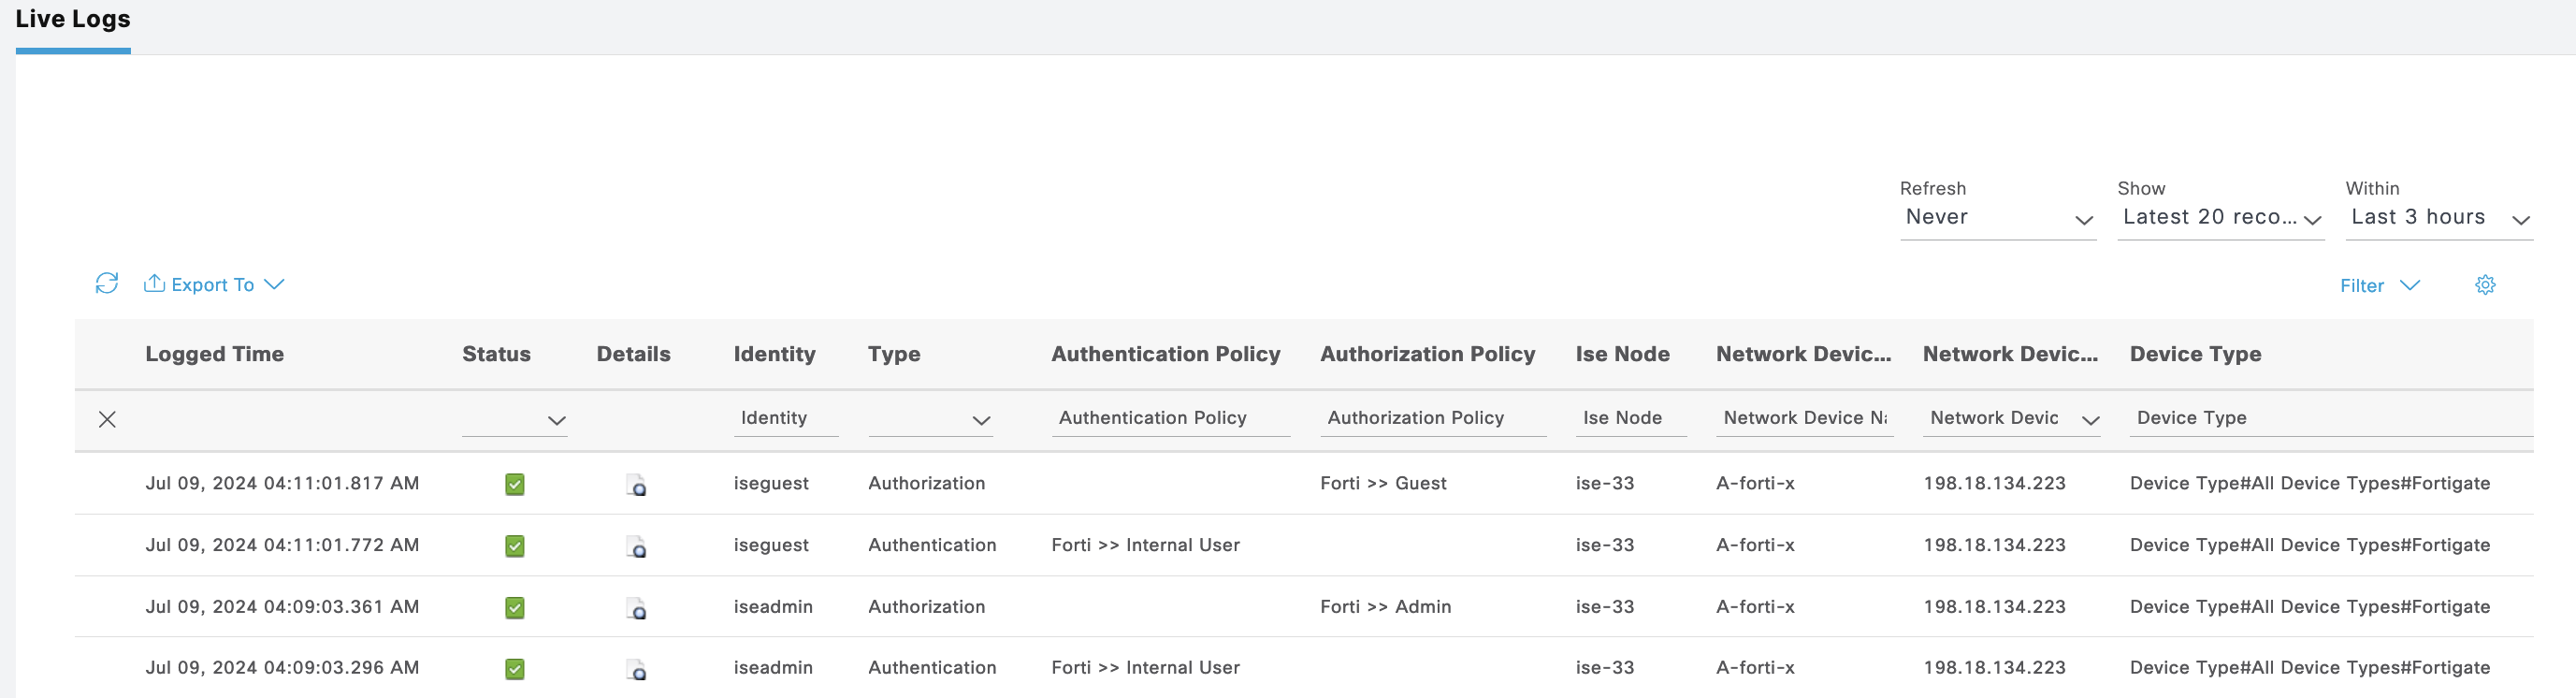 Live Logs
Refresh Show Within
Never Latest 20 reco... Last 3 hours
Export To Filter
Logged Time Status Details Identity Type Authentication Policy Authorization Policy Ise Node Network Devic... Network Devic... Device Type
Identity Authentication Policy Authorization Policy Ise Node Network Device Na Network Devic Device Type
Jul 09, 2024 04:11:01.817 AM iseguest Authorization Forti >> Guest ise-33 A-forti-x 198.18.134.223 Device Type#All Device Types#Fortigate
Jul 09, 2024 04:11:01.772 AM iseguest Authentication Forti >> Internal User ise-33 A-forti-x 198.18.134.223 Device Type#All Device Types#Fortigate
Jul 09, 2024 04:09:03.361 AM iseadmin Authorization Forti >> Admin ise-33 A-forti-x 198.18.134.223 Device Type#All Device Types#Fortigate
Jul 09, 2024 04:09:03.296 AM iseadmin Authentication Forti >> Internal User ise-33 A-forti-x 198.18.134.223 Device Type#All Device Types#Fortigate